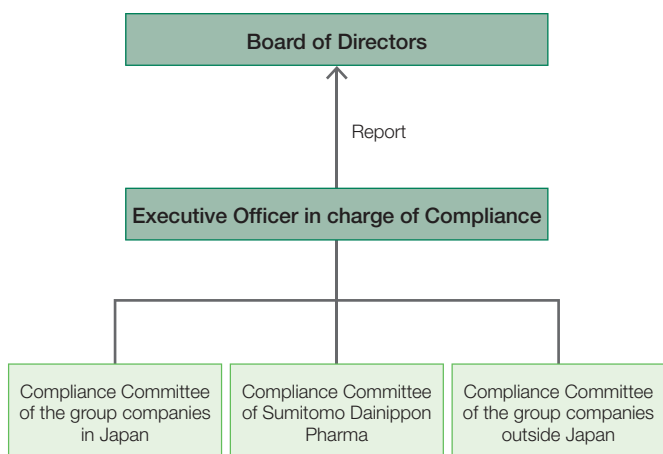 Board of Directors
Report
Executive Officer in charge of Compliance
Compliance Committee
of the group companies
in Japan
Compliance Committee
of Sumitomo Dainippon
Pharma
Compliance Committee
of the group companies
outside Japan